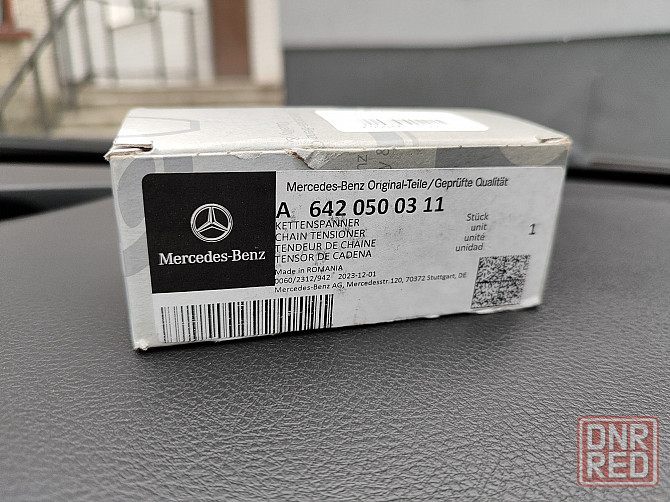 Mercedes-Benz Original-Teile/Geprüfte Qualität
A 642 050 03 11
KETTENSPANNER
CHAIN TENSIONER
TENDEUR DE CHAINE
TENSOR DE CADENA
Stück
unit
unité
unidad
1
Made in ROMANIA
0060/2312/942 2023-12-01
Mercedes-Benz AG, Mercedesstr.120, 70372 Stuttgart, DE
Mercedes-Benz
DNR
RED